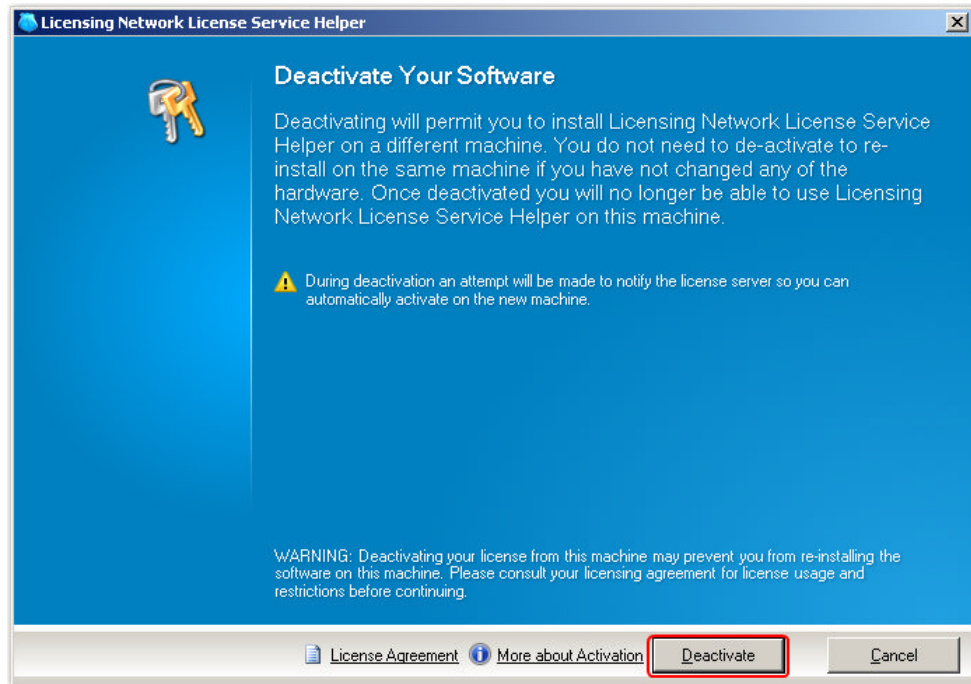 Licensing Network License Service Helper
Deactivate Your Software
Deactivating will permit you to install Licensing Network License Service
Helper on a different machine. You do not need to de-activate to re-
install on the same machine if you have not changed any of the
hardware. Once deactivated you will no longer be able to use Licensing
Network License Service Helper on this machine.
During deactivation an attempt will be made to notify the license server so you can
automatically activate on the new machine.
WARNING: Deactivating your license from this machine may prevent you from re-installing the
software on this machine. Please consult your licensing agreement for license usage and
restrictions before continuing.
License Agreement More about Activation Deactivate Cancel